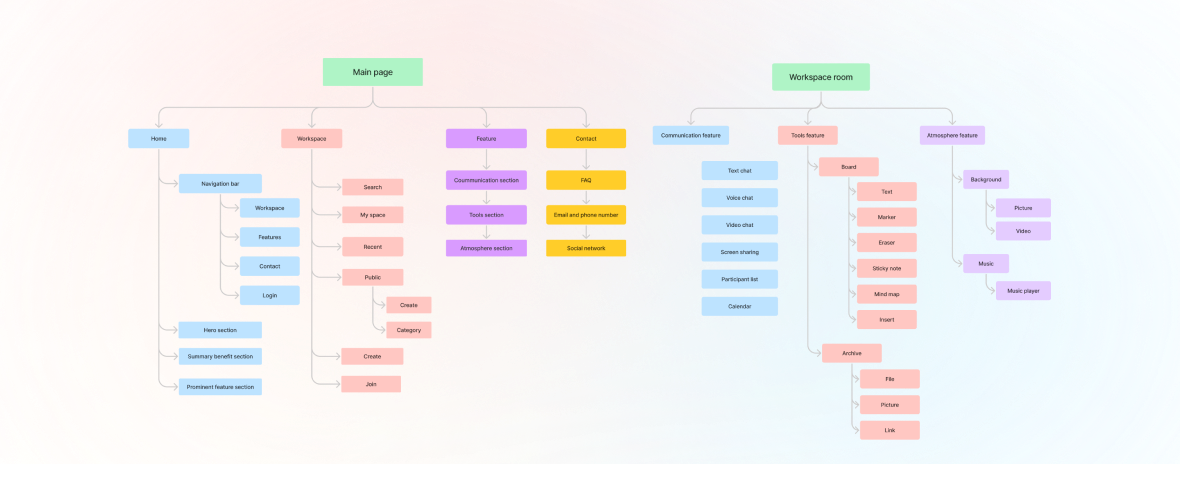 Main page
Home
Workspace
Feature
Contact
Navigation bar
Workspace
Features
Contact
Login
Hero section
Summary benefit section
Prominent feature section
Search
My space
Recent
Public
Create
Category
Create
Join
Coummunication section
Tools section
Atmosphere section
FAQ
Email and phone number
Social network
Workspace room
Communication feature
Tools feature
Atmosphere feature
Text chat
Voice chat
Video chat
Screen sharing
Participant list
Calendar
Board
Text
Marker
Eraser
Sticky note
Mind map
Insert
Archive
File
Picture
Link
Background
Picture
Video
Music
Music player